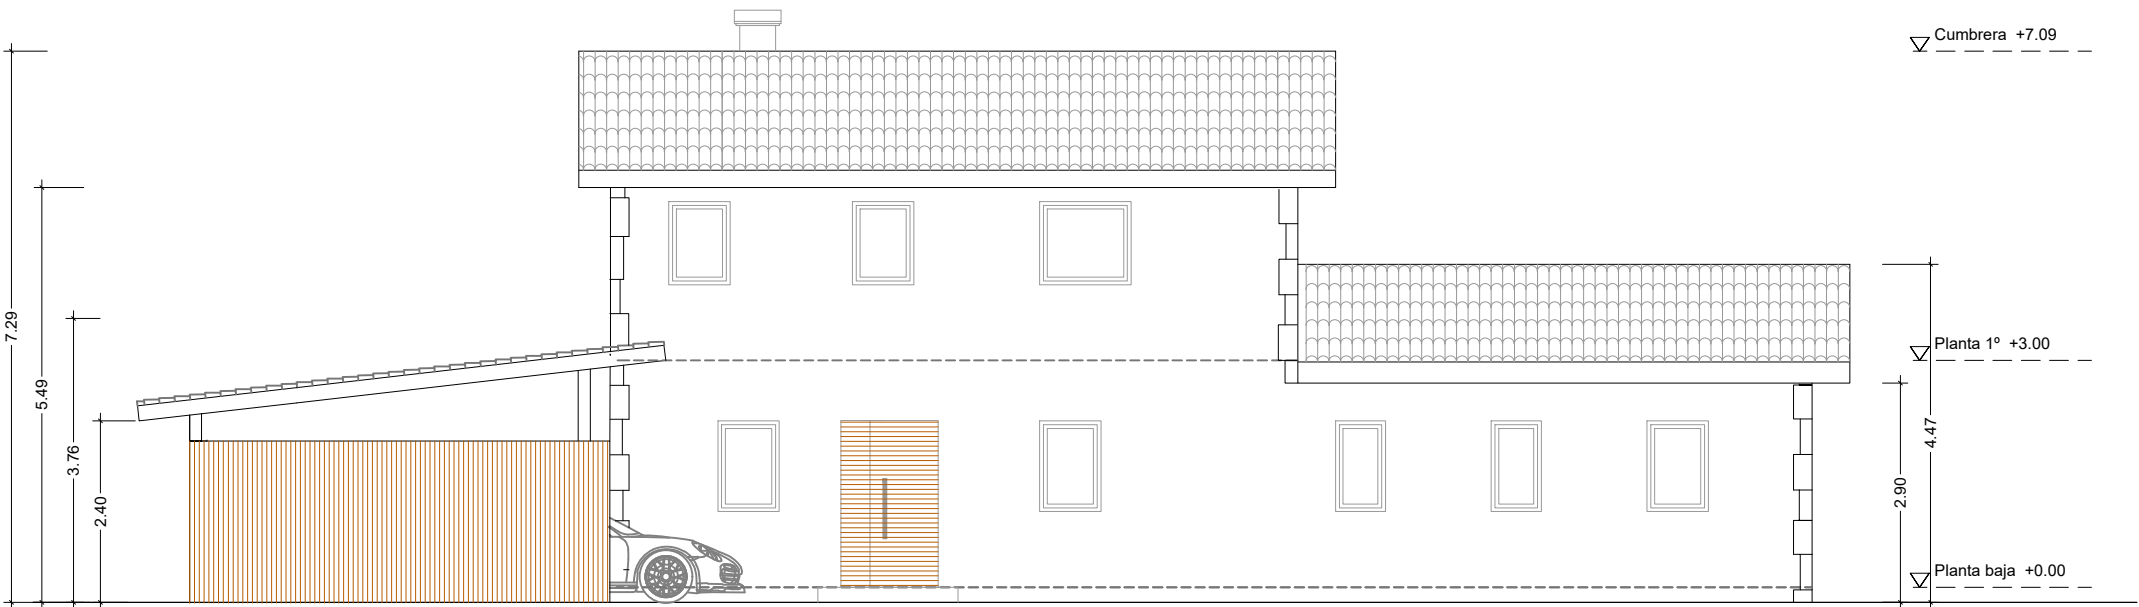 Cumbrera +7.09
7.29
5.49
3.76
2.40
Planta 1º +3.00
4.47
2.90
Planta baja +0.00